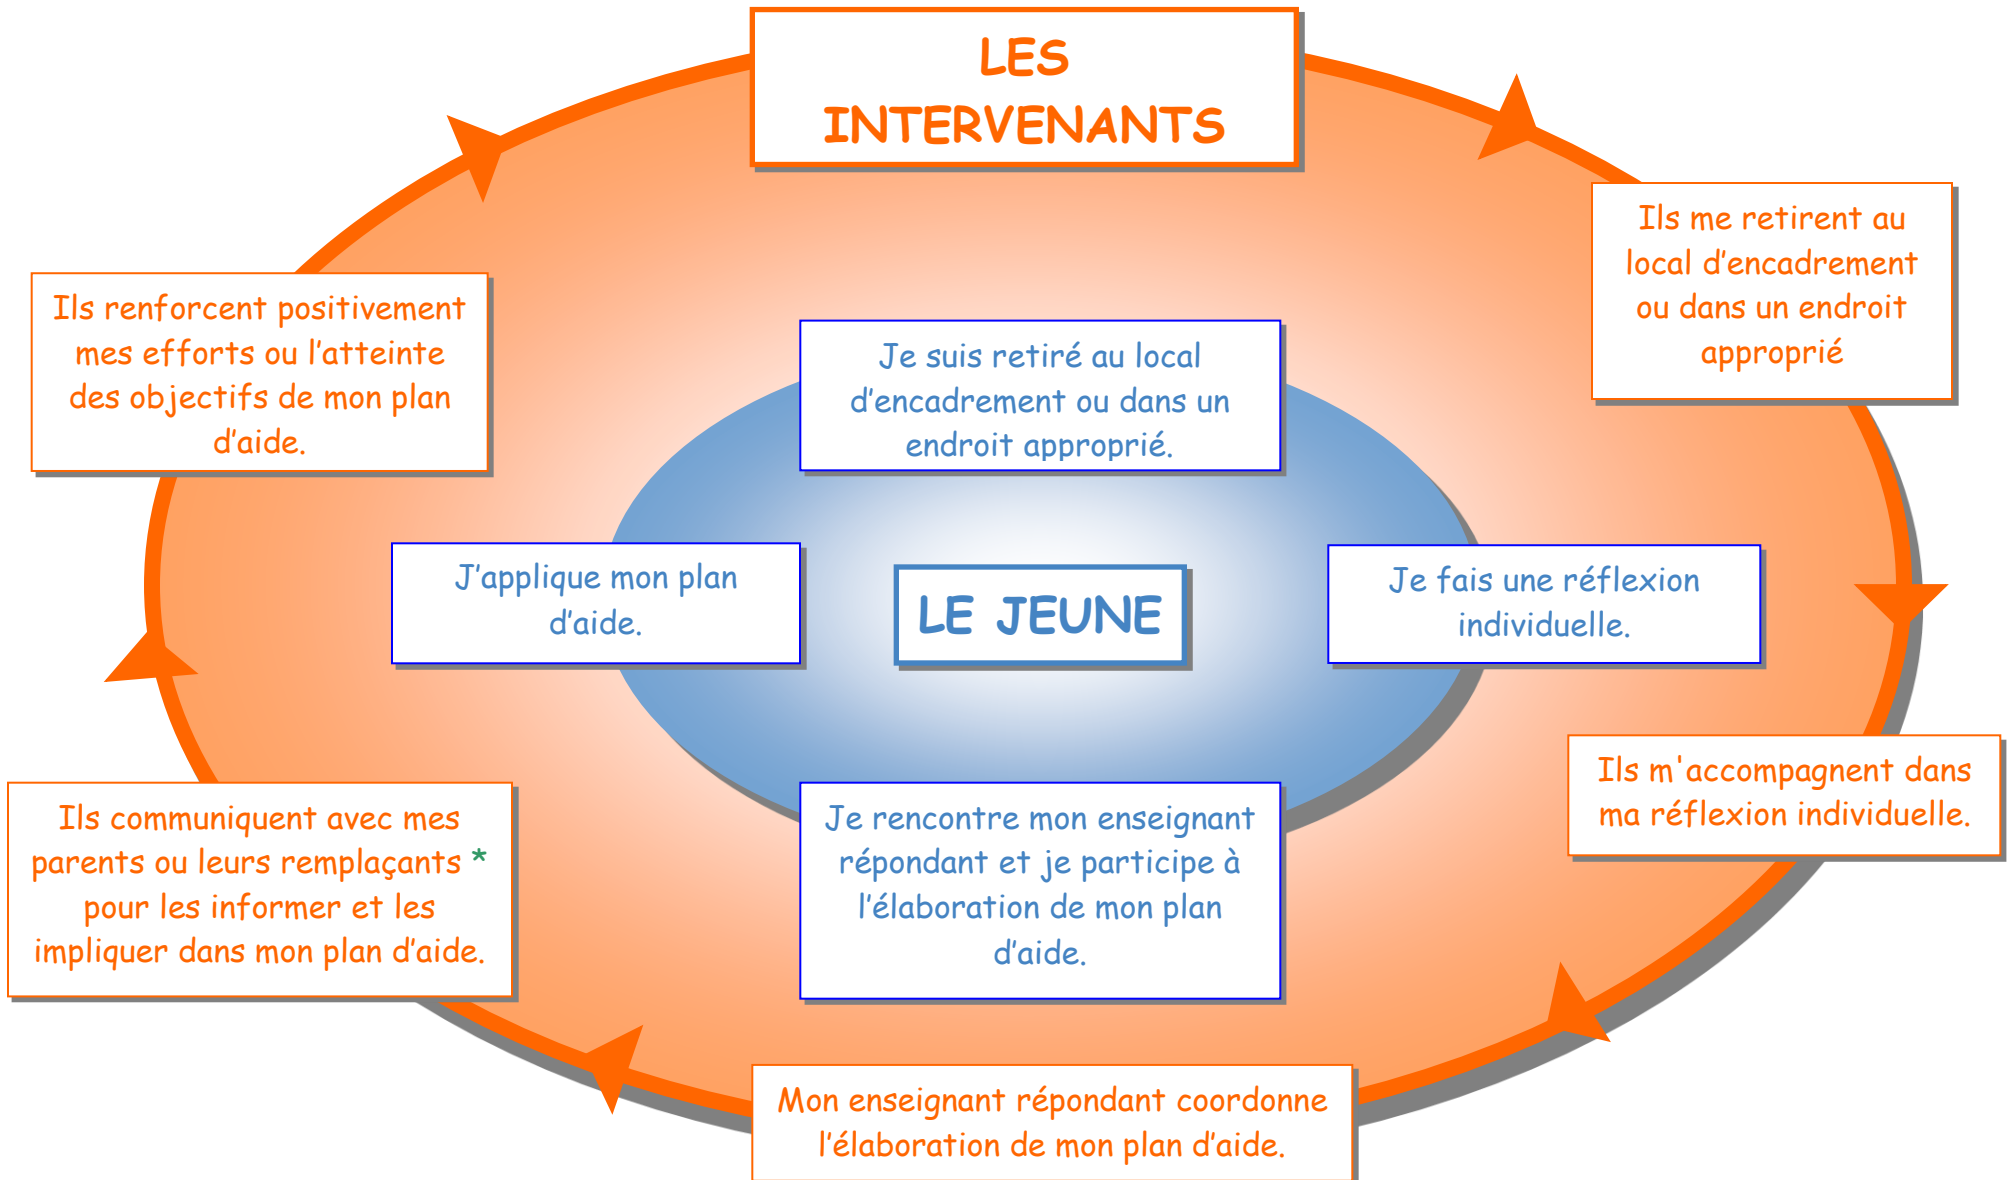 LES
INTERVENANTS
Ils me retirent au
local d’encadrement
ou dans un endroit
approprié
Ils renforcent positivement
mes efforts ou l’atteinte
des objectifs de mon plan
d’aide.
Je suis retiré au local
d’encadrement ou dans un
endroit approprié.
J’applique mon plan
d’aide.
LE JEUNE
Je fais une réflexion
individuelle.
Ils m'accompagnent dans
ma réflexion individuelle.
Ils communiquent avec mes
parents ou leurs remplaçants *
pour les informer et les
impliquer dans mon plan d’aide.
Je rencontre mon enseignant
répondant et je participe à
l’élaboration de mon plan
d’aide.
Mon enseignant répondant coordonne
l’élaboration de mon plan d’aide.